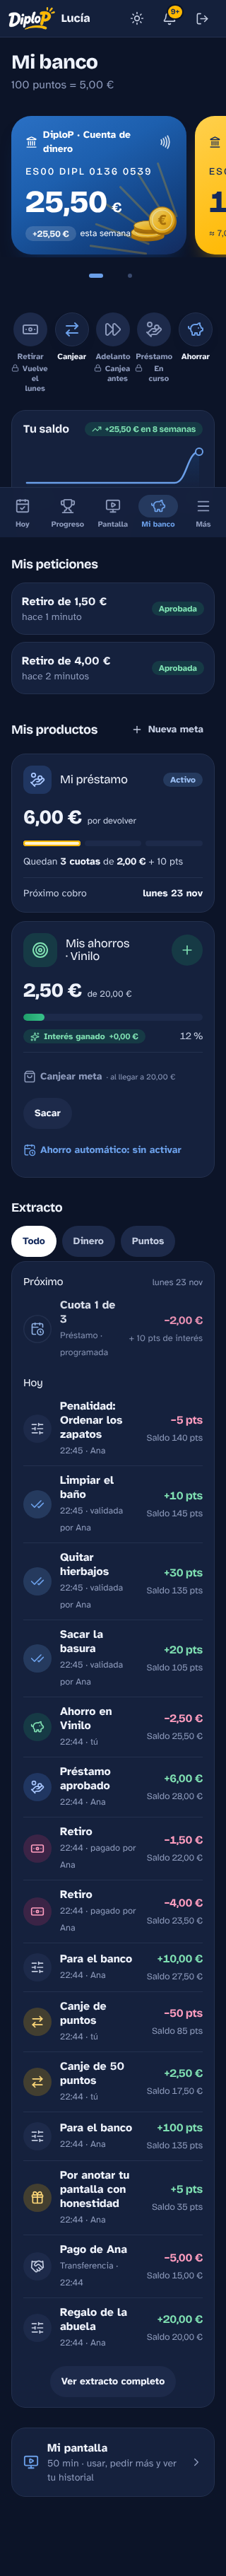 DiploP Lucía 9+
Mi banco
100 puntos = 5,00 €
DiploP · Cuenta de
dinero
ES00 DIPL 0136 0539
25,50 €
+25,50 € esta semana
Retirar Canjear Adelanto Préstamo Ahorrar
Vuelve
el
lunes
Canjea
antes
En
curso
Tu saldo +25,50 € en 8 semanas
Hoy Progreso Pantalla Mi banco Más
Mis peticiones
Retiro de 1,50 €
hace 1 minuto
Aprobada
Retiro de 4,00 €
hace 2 minutos
Aprobada
Mis productos + Nueva meta
Mi préstamo Activo
6,00 € por devolver
Quedan 3 cuotas de 2,00 € + 10 pts
Próximo cobro lunes 23 nov
Mis ahorros
· Vinilo
2,50 € de 20,00 €
Interés ganado +0,00 € 12 %
Canjear meta · al llegar a 20,00 €
Sacar
Ahorro automático: sin activar
Extracto
Todo Dinero Puntos
Próximo lunes 23 nov
Cuota 1 de
3
Préstamo ·
programada
−2,00 €
+ 10 pts de interés
Hoy
Penalidad:
Ordenar los
zapatos
22:45 · Ana
−5 pts
Saldo 140 pts
Limpiar el
baño
22:45 · validada
por Ana
+10 pts
Saldo 145 pts
Quitar
hierbajos
22:45 · validada
por Ana
+30 pts
Saldo 135 pts
Sacar la
basura
22:45 · validada
por Ana
+20 pts
Saldo 105 pts
Ahorro en
Vinilo
22:44 · tú
−2,50 €
Saldo 25,50 €
Préstamo
aprobado
22:44 · Ana
+6,00 €
Saldo 28,00 €
Retiro
22:44 · pagado por
Ana
−1,50 €
Saldo 22,00 €
Retiro
22:44 · pagado por
Ana
−4,00 €
Saldo 23,50 €
Para el banco
22:44 · Ana
+10,00 €
Saldo 27,50 €
Canje de
puntos
22:44 · tú
−50 pts
Saldo 85 pts
Canje de 50
puntos
22:44 · tú
+2,50 €
Saldo 17,50 €
Para el banco
22:44 · Ana
+100 pts
Saldo 135 pts
Por anotar tu
pantalla con
honestidad
22:44 · Ana
+5 pts
Saldo 35 pts
Pago de Ana
Transferencia ·
22:44
−5,00 €
Saldo 15,00 €
Regalo de la
abuela
22:44 · Ana
+20,00 €
Saldo 20,00 €
Ver extracto completo
Mi pantalla
50 min · usar, pedir más y ver
tu historial